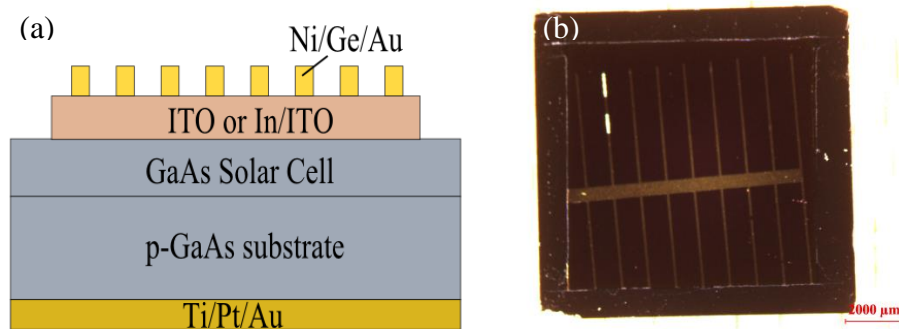 (a)
Ni/Ge/Au
ITO or In/ITO
GaAs Solar Cell
p-GaAs substrate
Ti/Pt/Au
(b)
2000 µm